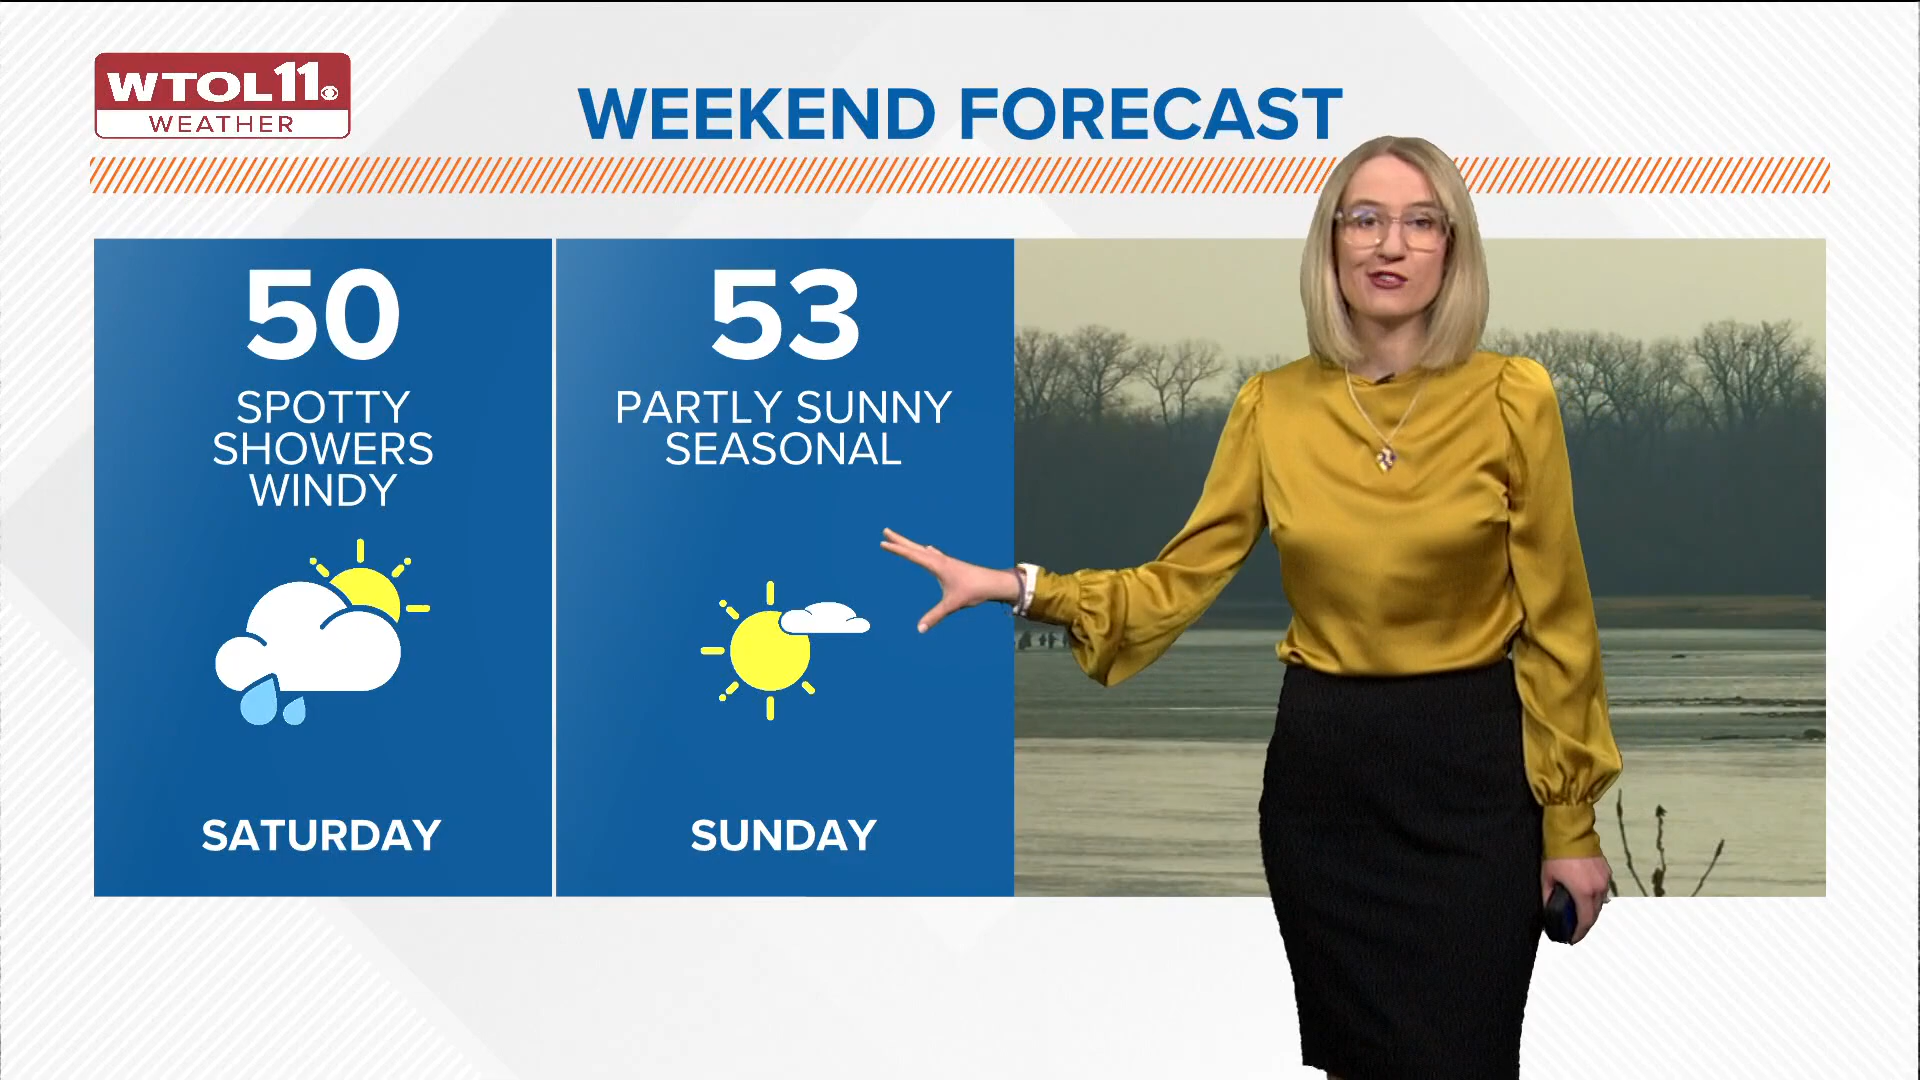 WTOL11
WEATHER
WEEKEND FORECAST
50
SPOTTY
SHOWERS
WINDY
SATURDAY
53
PARTLY SUNNY
SEASONAL
SUNDAY